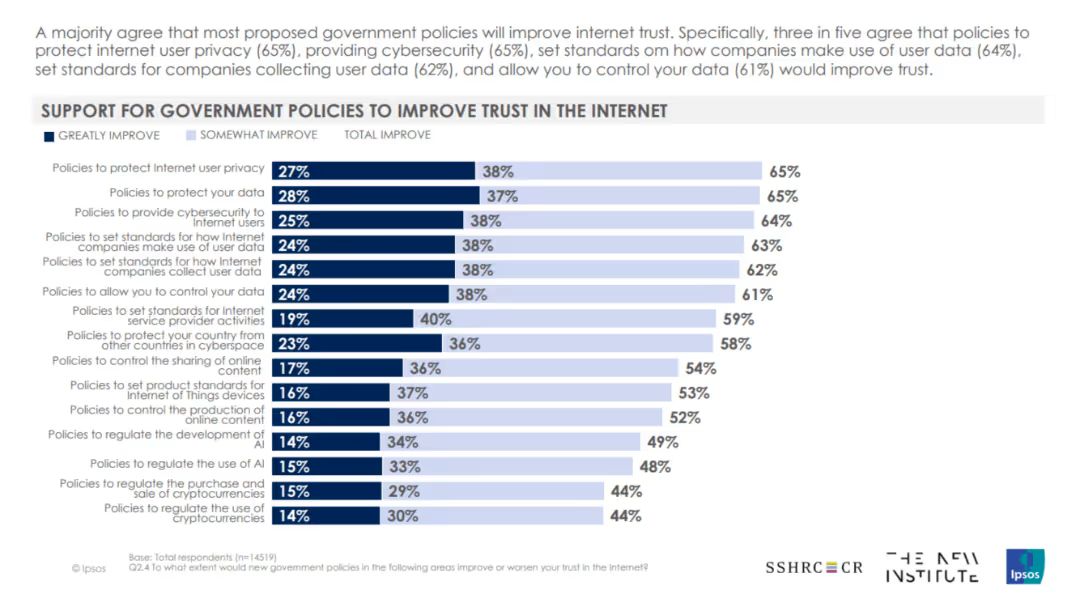 A majority agree that most proposed government policies will improve internet trust. Specifically, three in five agree that policies to
protect internet user privacy (65%), providing cybersecurity (65%), set standards om how companies make use of user data (64%),
set standards for companies collecting user data (62%), and allow you to control your data (61%) would improve trust.
SUPPORT FOR GOVERNMENT POLICIES TO IMPROVE TRUST IN THE INTERNET
GREATLY IMPROVE SOMEWHAT IMPROVE TOTAL IMPROVE
Policies to protect Internet user privacy 27% 38% 65%
Policies to protect your data 28% 37% 65%
Policies to provide cybersecurity to
Internet users 25% 38% 64%
Policies to set standards for how Internet
companies make use of user data 24% 38% 63%
Policies to set standards for how Internet
companies collect user data 24% 38% 62%
Policies to allow you to control your data 24% 38% 61%
Policies to set standards for Internet
service provider activities 19% 40% 59%
Policies to protect your country from
other countries in cyberspace 23% 36% 58%
Policies to control the sharing of online
content 17% 36% 54%
Policies to set product standards for
Internet of Things devices 16% 37% 53%
Policies to control the production of
online content 16% 36% 52%
Policies to regulate the development of
AI 14% 34% 49%
Policies to regulate the use of AI 15% 33% 48%
Policies to regulate the purchase and
sale of cryptocurrencies 15% 29% 44%
Policies to regulate the use of
cryptocurrencies 14% 30% 44%
© Ipsos
Base: Total respondents (n=14519)
Q2.4 To what extent would new government policies in the following areas improve or worsen your trust in the Internet?
SSHRC CRSH
THE NEW
INSTITUTE
Ipsos